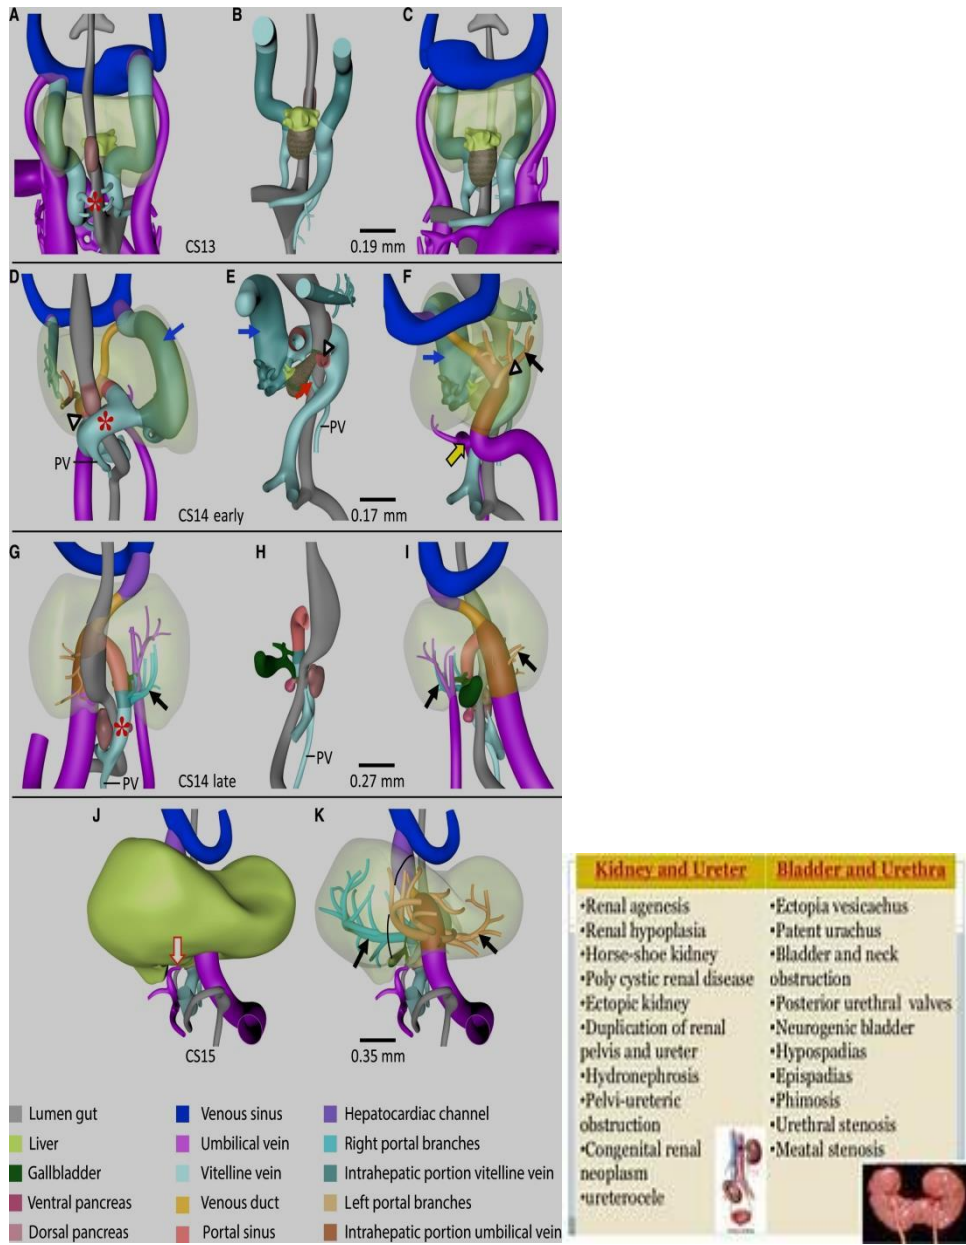 A
B
C
CS13
0.19 mm
D
E
F
PV
PV
CS14 early
0.17 mm
G
H
I
PV
PV
CS14 late
0.27 mm
J
K
CS15
0.35 mm
Lumen gut
Liver
Gallbladder
Ventral pancreas
Dorsal pancreas
Venous sinus
Umbilical vein
Vitelline vein
Venous duct
Portal sinus
Hepatocardiac channel
Right portal branches
Intrahepatic portion vitelline vein
Left portal branches
Intrahepatic portion umbilical vein
Kidney and Ureter
•Renal agenesis
•Renal hypoplasia
•Horse-shoe kidney
•Poly cystic renal disease
•Ectopic kidney
•Duplication of renal
pelvis and ureter
•Hydronephrosis
•Pelvi-ureteric
obstruction
•Congenital renal
neoplasm
•ureterocele
Bladder and Urethra
•Ectopia vesicaehus
•Patent urachus
•Bladder and neck
obstruction
•Posterior urethral valves
•Neurogenic bladder
•Hypospadias
•Epispadias
•Phimosis
•Urethral stenosis
•Meatal stenosis